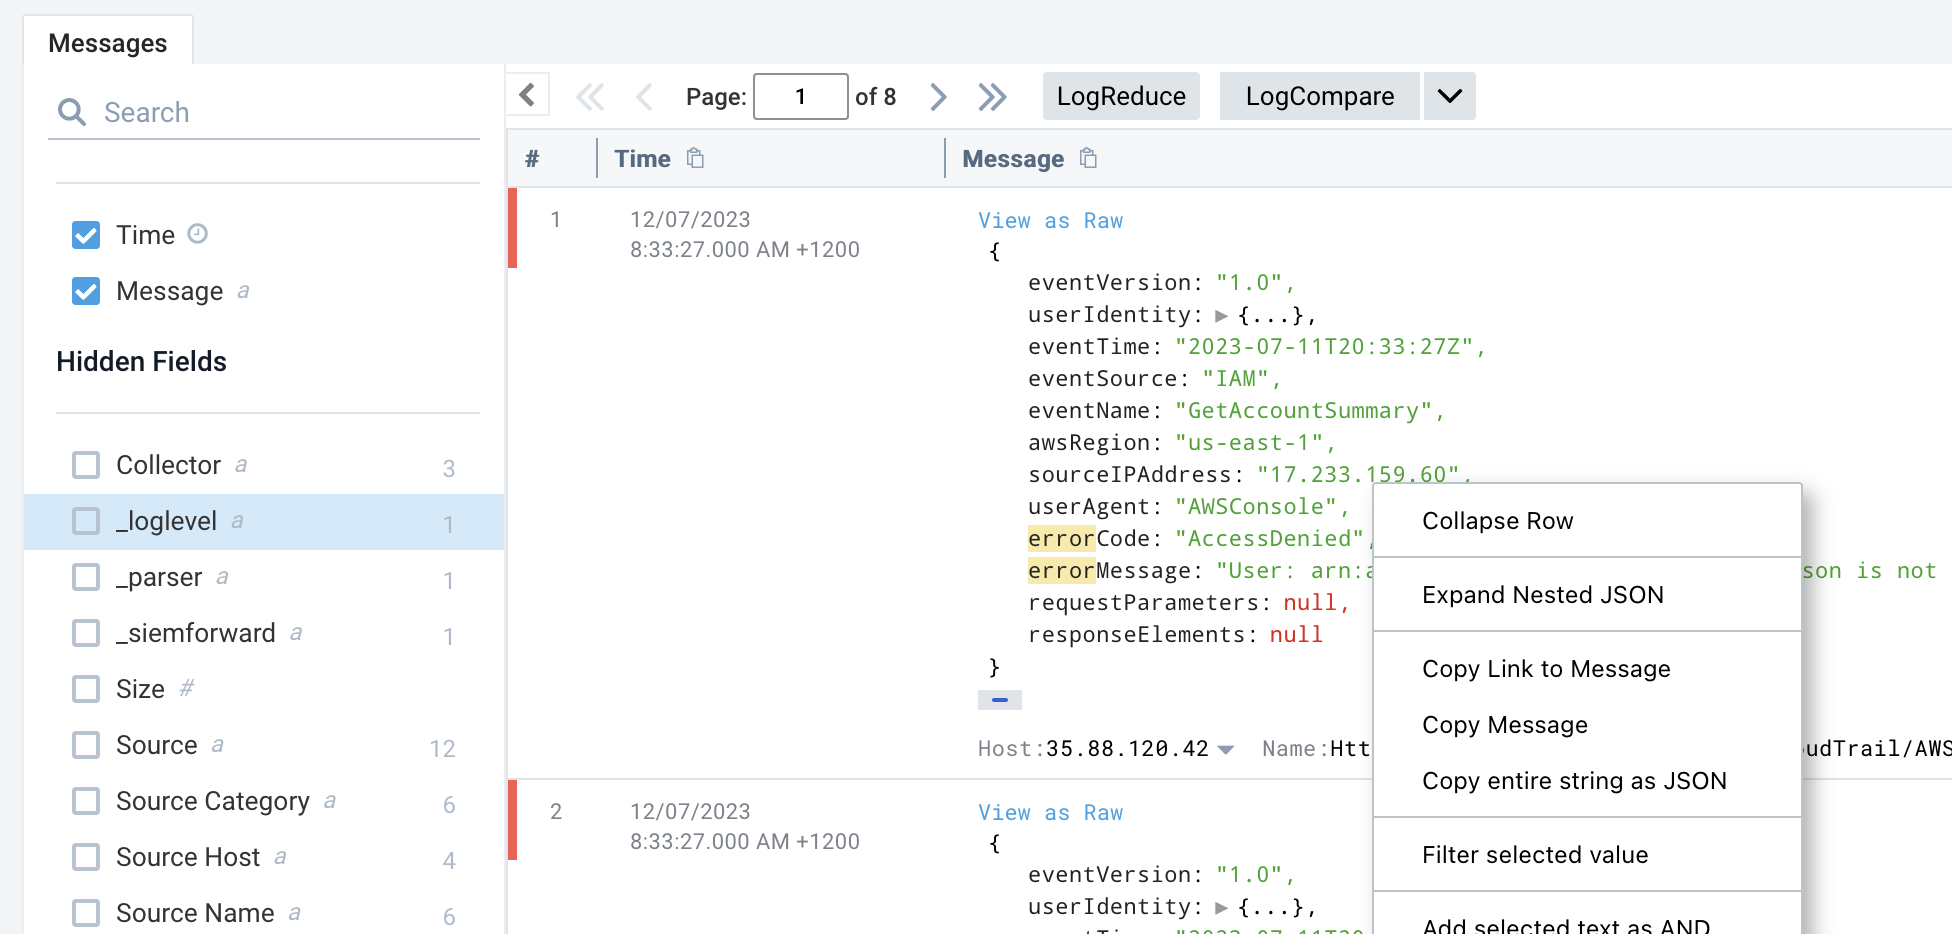 Messages
Search
Time
Message a
Hidden Fields
Collector a 3
_loglevel a 1
_parser a 1
_siemforward a 1
Size #
Source a 12
Source Category a 6
Source Host a 4
Source Name a 6
Page: 1 of 8 LogReduce LogCompare
# Time Message
1 12/07/2023
8:33:27.000 AM +1200
View as Raw
{
eventVersion: "1.0",
userIdentity: ▶ {...},
eventTime: "2023-07-11T20:33:27Z",
eventSource: "IAM",
eventName: "GetAccountSummary",
awsRegion: "us-east-1",
sourceIPAddress: "17.233.159.60",
userAgent: "AWSConsole",
errorCode: "AccessDenied",
errorMessage: "User: arn:a son is not
requestParameters: null,
responseElements: null
}
Host:35.88.120.42 Name:Htt udTrail/AWS
2 12/07/2023
8:33:27.000 AM +1200
View as Raw
{
eventVersion: "1.0",
userIdentity: ▶ {...},
Collapse Row
Expand Nested JSON
Copy Link to Message
Copy Message
Copy entire string as JSON
Filter selected value
Add selected text as AND